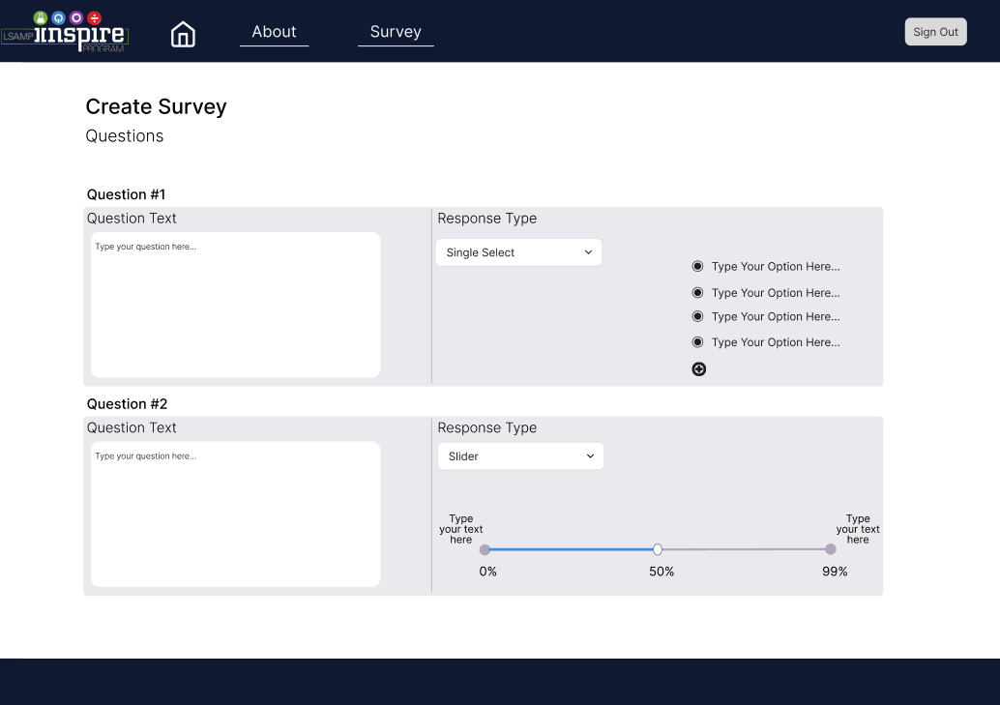 LSAMP iinspire
PROGRAM
About
Survey
Sign Out
Create Survey
Questions
Question #1
Question Text
Type your question here...
Response Type
Single Select
Type Your Option Here...
Type Your Option Here...
Type Your Option Here...
Type Your Option Here...
Question #2
Question Text
Type your question here...
Response Type
Slider
Type
your text
here
Type
your text
here
0%
50%
99%